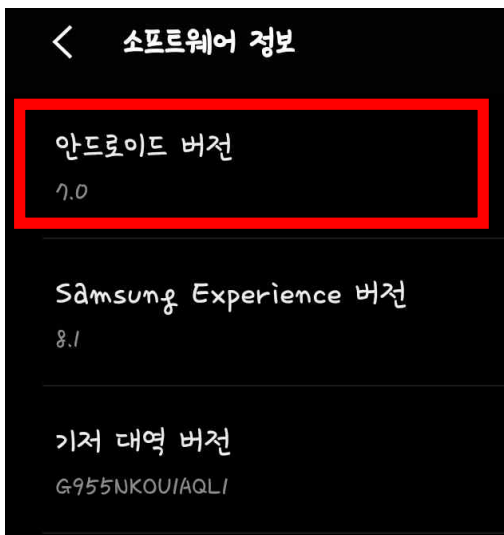 소프트웨어 정보
안드로이드 버전
7.0
Samsung Experience 버전
8.1
기저 대역 버전
G955NKOU1AQL1